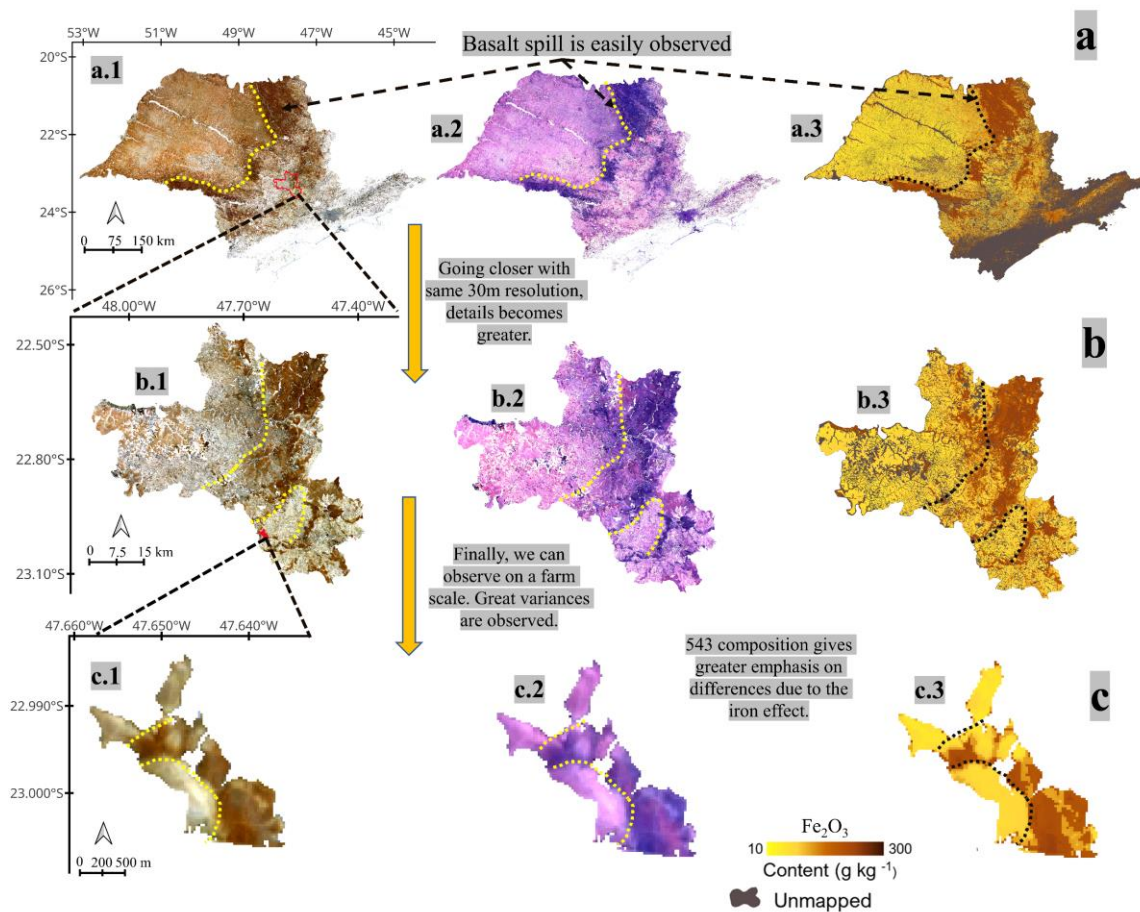 53°W 51°W 49°W 47°W 45°W
20°S
Basalt spill is easily observed
a
a.1
a.2
a.3
22°S
24°S
0 75 150 km
26°S
Going closer with
same 30m resolution,
details becomes
greater.
48.00°W 47.70°W 47.40°W
22.50°S
b
b.1
b.2
b.3
22.80°S
0 7.5 15 km
23.10°S
Finally, we can
observe on a farm
scale. Great variances
are observed.
47.660°W 47.650°W 47.640°W
543 composition gives
greater emphasis on
differences due to the
iron effect.
c
c.1
c.2
c.3
22.990°S
23.000°S
0 200 500 m
Fe₂O₃
10 300
Content (g kg ⁻¹)
Unmapped